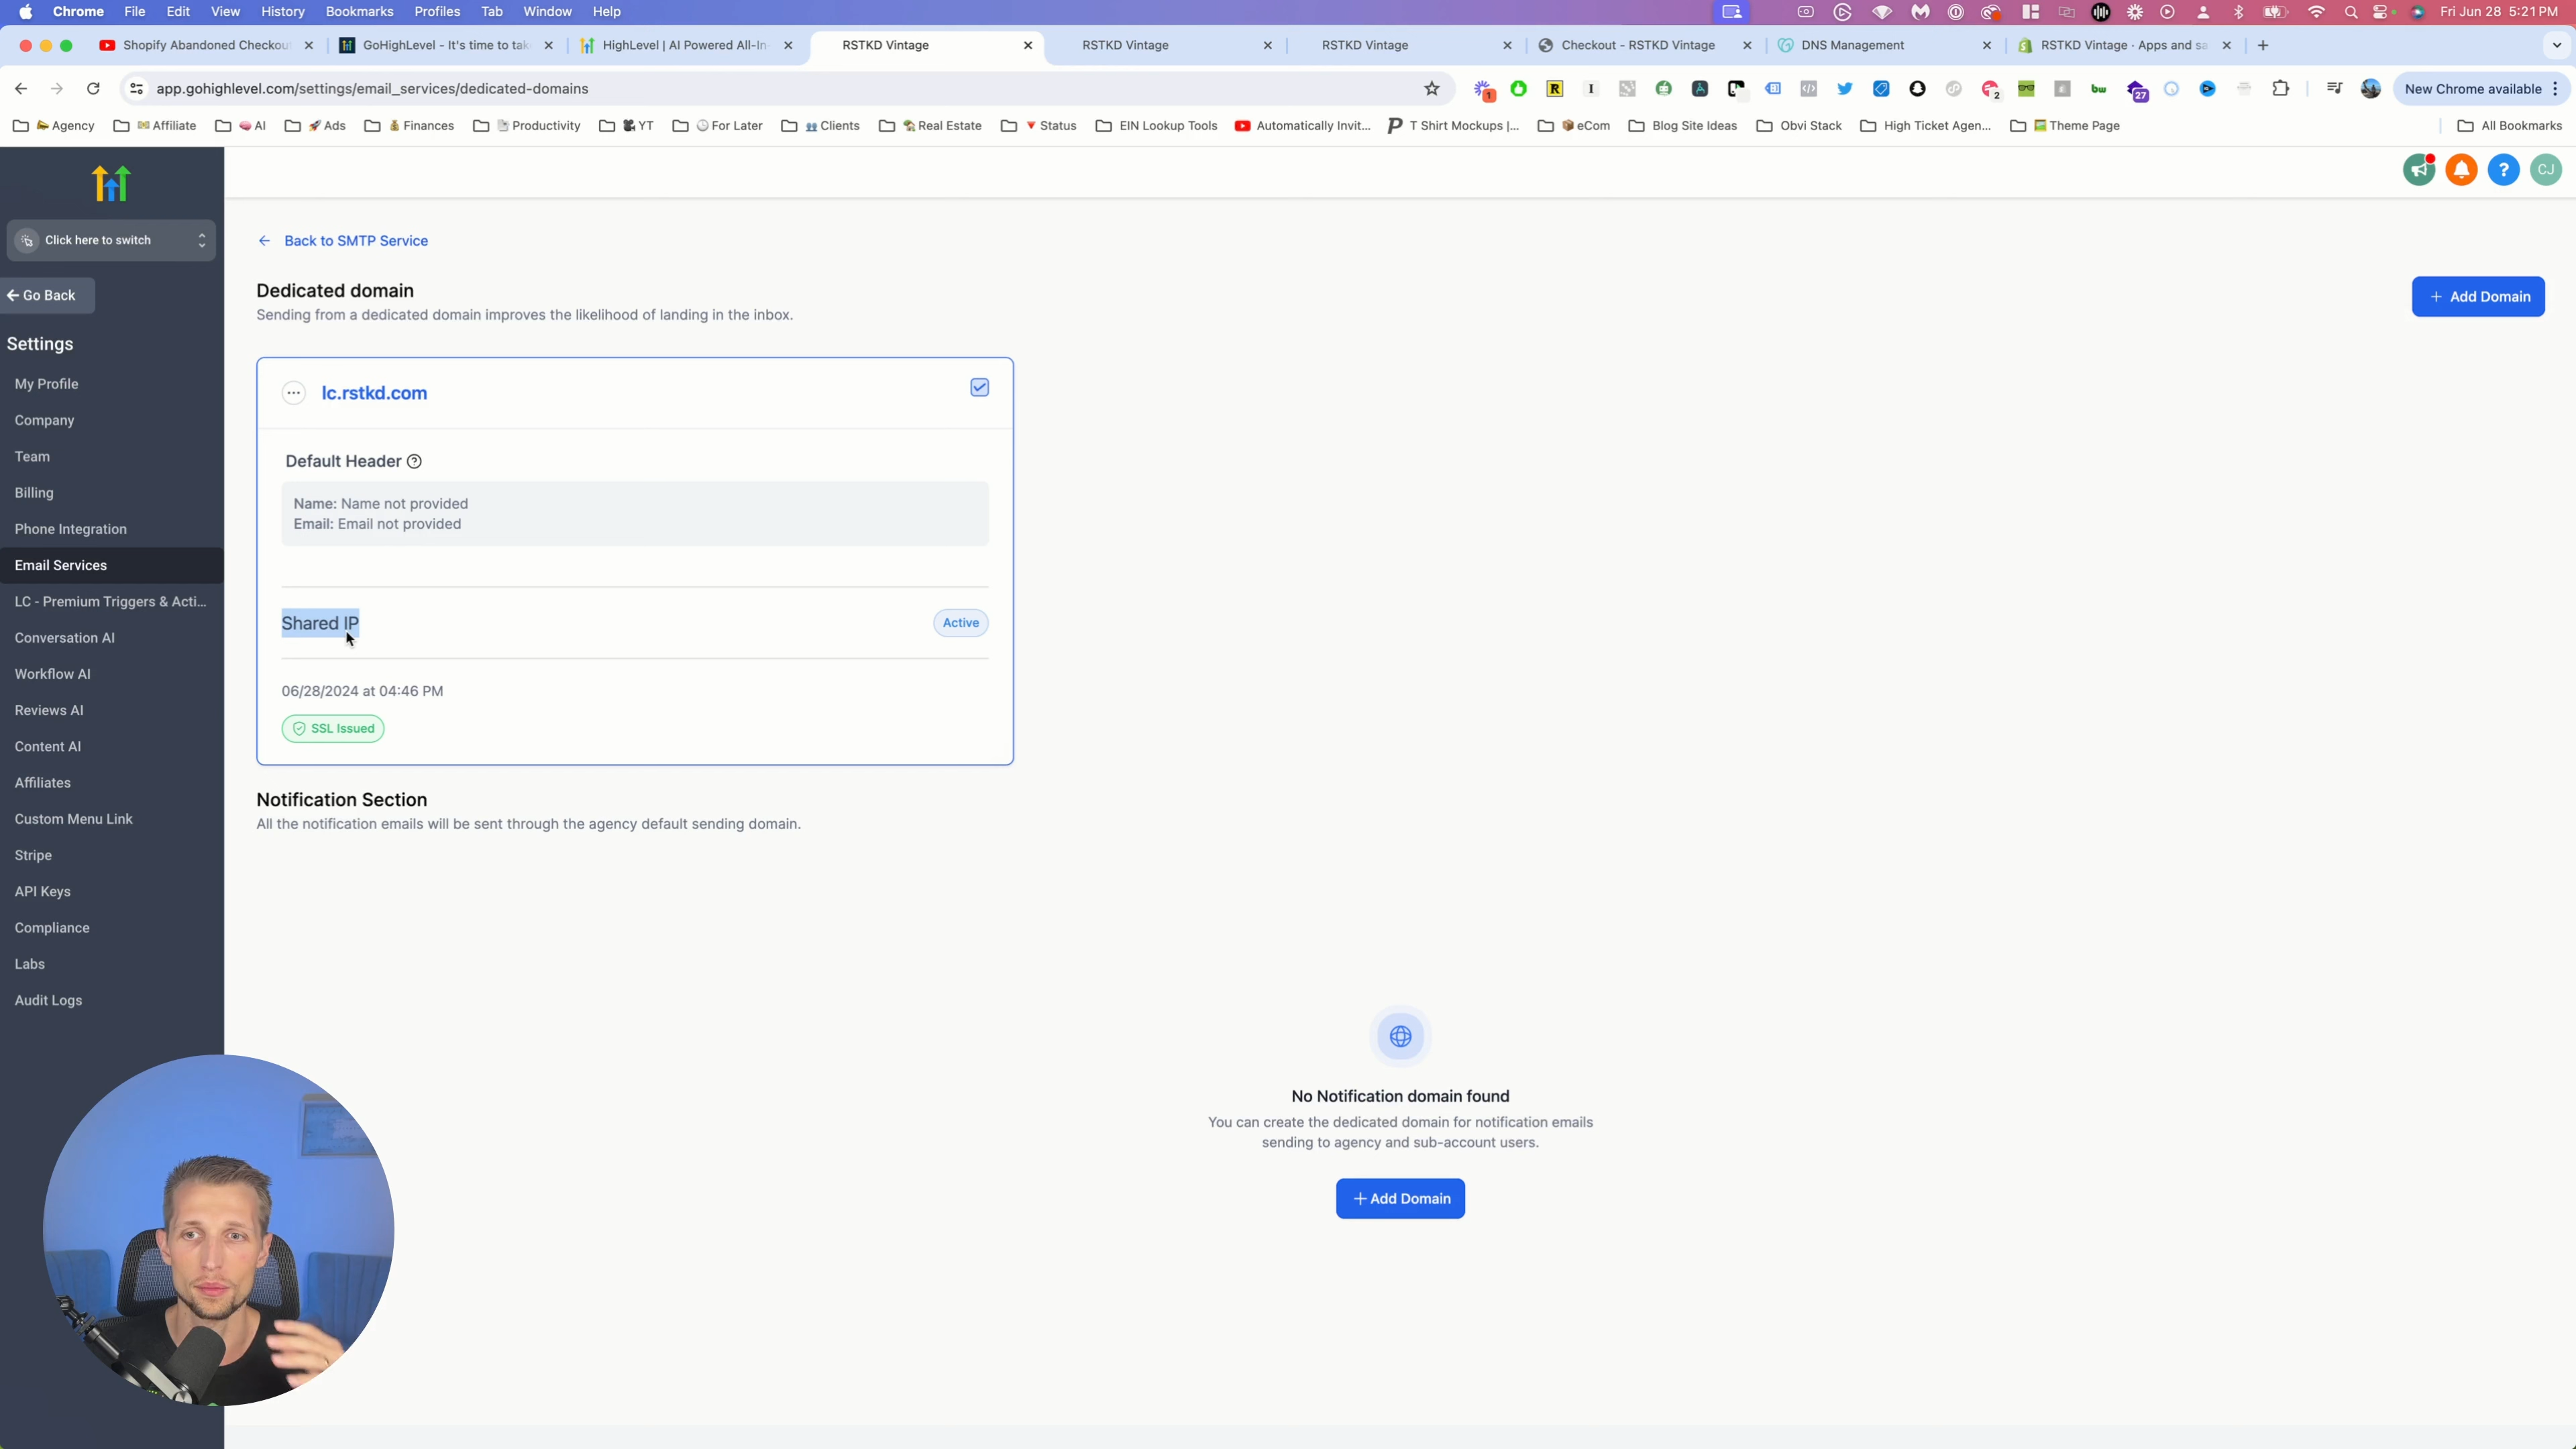 Chrome File Edit View History Bookmarks Profiles Tab Window Help Fri Jun 28 5:21 PM
Shopify Abandoned Checkou GoHighLevel - It's time to tak HighLevel | AI Powered All-In- RSTKD Vintage RSTKD Vintage RSTKD Vintage Checkout - RSTKD Vintage DNS Management RSTKD Vintage · Apps and sa
app.gohighlevel.com/settings/email_services/dedicated-domains New Chrome available
Agency Affiliate AI Ads Finances Productivity YT For Later Clients Real Estate Status EIN Lookup Tools Automatically Invit... T Shirt Mockups |... eCom Blog Site Ideas Obvi Stack High Ticket Agen... Theme Page All Bookmarks
CJ
Click here to switch
Go Back
Settings
My Profile
Company
Team
Billing
Phone Integration
Email Services
LC - Premium Triggers & Acti...
Conversation AI
Workflow AI
Reviews AI
Content AI
Affiliates
Custom Menu Link
Stripe
API Keys
Compliance
Labs
Audit Logs
Back to SMTP Service
Dedicated domain
Sending from a dedicated domain improves the likelihood of landing in the inbox.
+ Add Domain
lc.rstkd.com
Default Header
Name: Name not provided
Email: Email not provided
Shared IP
Active
06/28/2024 at 04:46 PM
SSL Issued
Notification Section
All the notification emails will be sent through the agency default sending domain.
No Notification domain found
You can create the dedicated domain for notification emails
sending to agency and sub-account users.
+ Add Domain